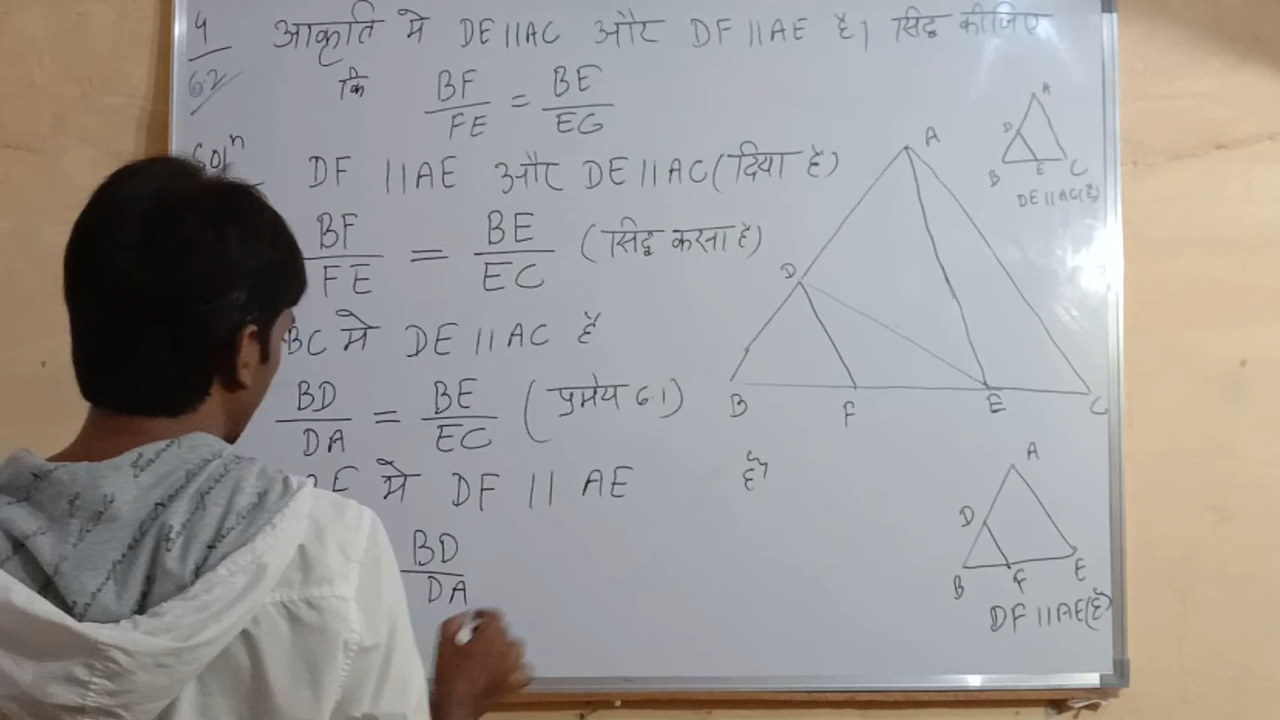 4 आकृति मे DE||AC और DF||AE है। सिद्ध कीजिए
6.2 कि BF/FE = BE/EC
Solⁿ DF ||AE और DE||AC (दिया है)
BF/FE = BE/EC (सिद्ध करना है)
BC मे DE||AC है
BD/DA = BE/EC (प्रमेय 6.1)
मे DF || AE है
BD/DA
A
D
B F E C
A
D
B E C
DE||AC(है)
A
D
B F E
DF||AE(है)